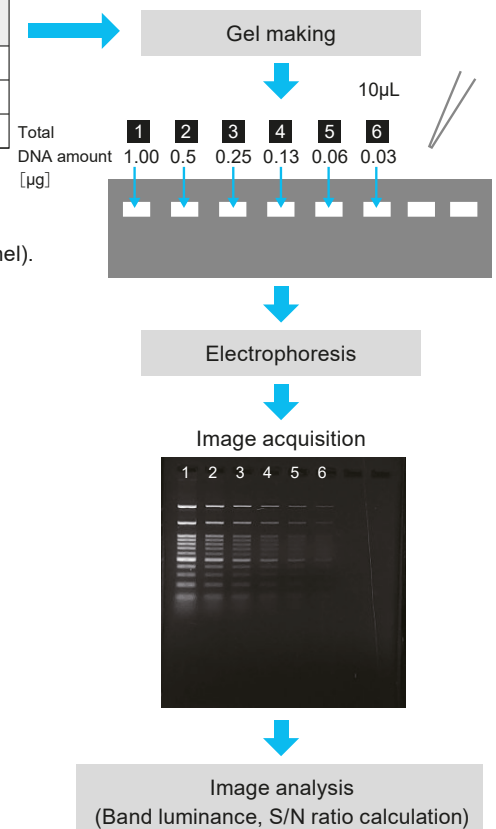 Gel making
10µL
1 2 3 4 5 6
Total
DNA amount 1.00 0.5 0.25 0.13 0.06 0.03
[µg]
nel).
Electrophoresis
Image acquisition
1 2 3 4 5 6
Image analysis
(Band luminance, S/N ratio calculation)